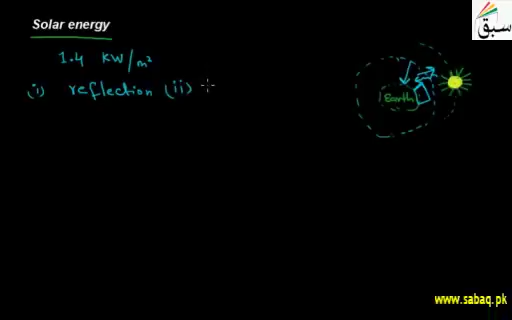 Solar energy
سبق
1.4 KW/m²
(i) reflection (ii)
Earth
www.sabaq.pk